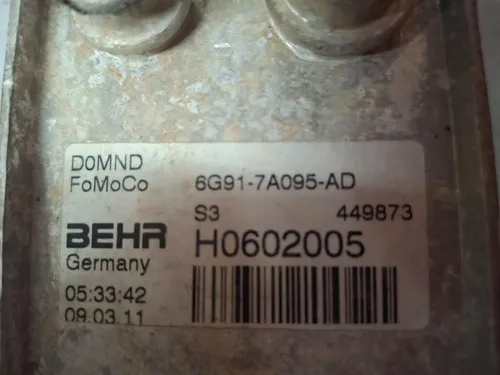 D0MND
FoMoCo 6G91-7A095-AD
S3 449873
BEHR H0602005
Germany
05:33:42
09.03.11